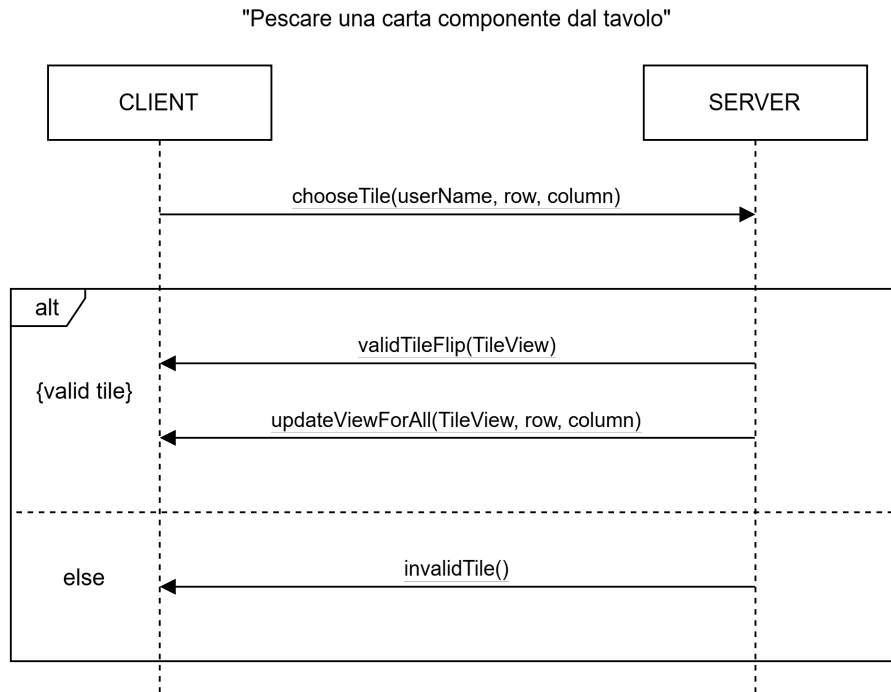 "Pescare una carta componente dal tavolo"
CLIENT
SERVER
chooseTile(userName, row, column)
alt
validTileFlip(TileView)
{valid tile}
updateViewForAll(TileView, row, column)
else
invalidTile()